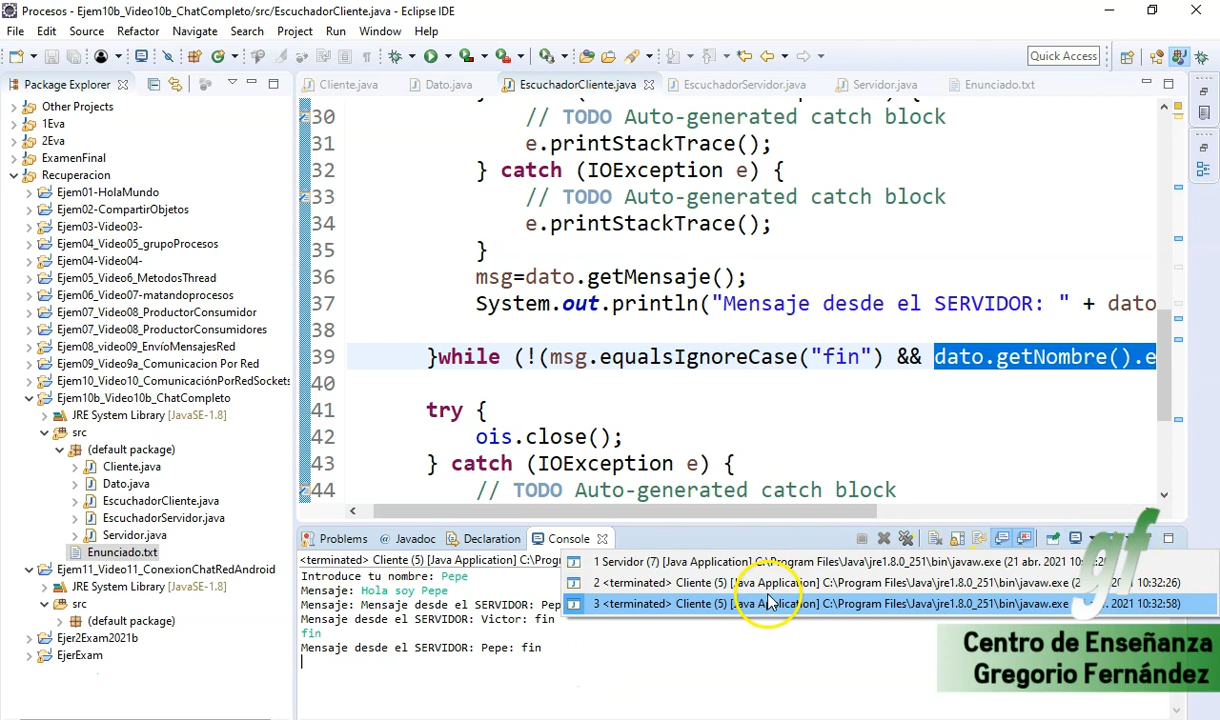 Procesos - Ejem10b_Video10b_ChatCompleto/src/EscuchadorCliente.java - Eclipse IDE
File Edit Source Refactor Navigate Search Project Run Window Help
Quick Access
Package Explorer
Cliente.java Dato.java EscuchadorCliente.java EscuchadorServidor.java Servidor.java Enunciado.txt
Other Projects
1Eva
2Eva
ExamenFinal
Recuperacion
Ejem01-HolaMundo
Ejem02-CompartirObjetos
Ejem03-Video03-
Ejem04_Video05_grupoProcesos
Ejem04-Video04-
Ejem05_Video6_MetodosThread
Ejem06_Video07-matandoprocesos
Ejem07_Video08_ProductorConsumidor
Ejem07_Video08_ProductorConsumidores
Ejem08_video09_EnvíoMensajesRed
Ejem09_Video9a_Comunicacion Por Red
Ejem10_Video10_ComunicaciónPorRedSockets
Ejem10b_Video10b_ChatCompleto
JRE System Library [JavaSE-1.8]
src
(default package)
Cliente.java
Dato.java
EscuchadorCliente.java
EscuchadorServidor.java
Servidor.java
Enunciado.txt
Ejem11_Video11_ConexionChatRedAndroid
JRE System Library [JavaSE-1.8]
src
(default package)
Ejer2Exam2021b
EjerExam
30 // TODO Auto-generated catch block
31 e.printStackTrace();
32 } catch (IOException e) {
33 // TODO Auto-generated catch block
34 e.printStackTrace();
35 }
36 msg=dato.getMensaje();
37 System.out.println("Mensaje desde el SERVIDOR: " + dato
38
39 }while (!(msg.equalsIgnoreCase("fin") && dato.getNombre().e
40
41 try {
42 ois.close();
43 } catch (IOException e) {
44 // TODO Auto-generated catch block
Problems Javadoc Declaration Console
<terminated> Cliente (5) [Java Application] C:\Prog
1 Servidor (7) [Java Application] C:\Program Files\Java\jre1.8.0_251\bin\javaw.exe (21 abr. 2021
2 <terminated> Cliente (5) [Java Application] C:\Program Files\Java\jre1.8.0_251\bin\javaw.exe 2021 10:32:26)
3 <terminated> Cliente (5) [Java Application] C:\Program Files\Java\jre1.8.0_251\bin\javaw.exe abr. 2021 10:32:58)
Introduce tu nombre: Pepe
Mensaje: Hola soy Pepe
Mensaje: Mensaje desde el SERVIDOR: Pep
Mensaje desde el SERVIDOR: Victor: fin
fin
Mensaje desde el SERVIDOR: Pepe: fin
gf
Centro de Enseñanza
Gregorio Fernández